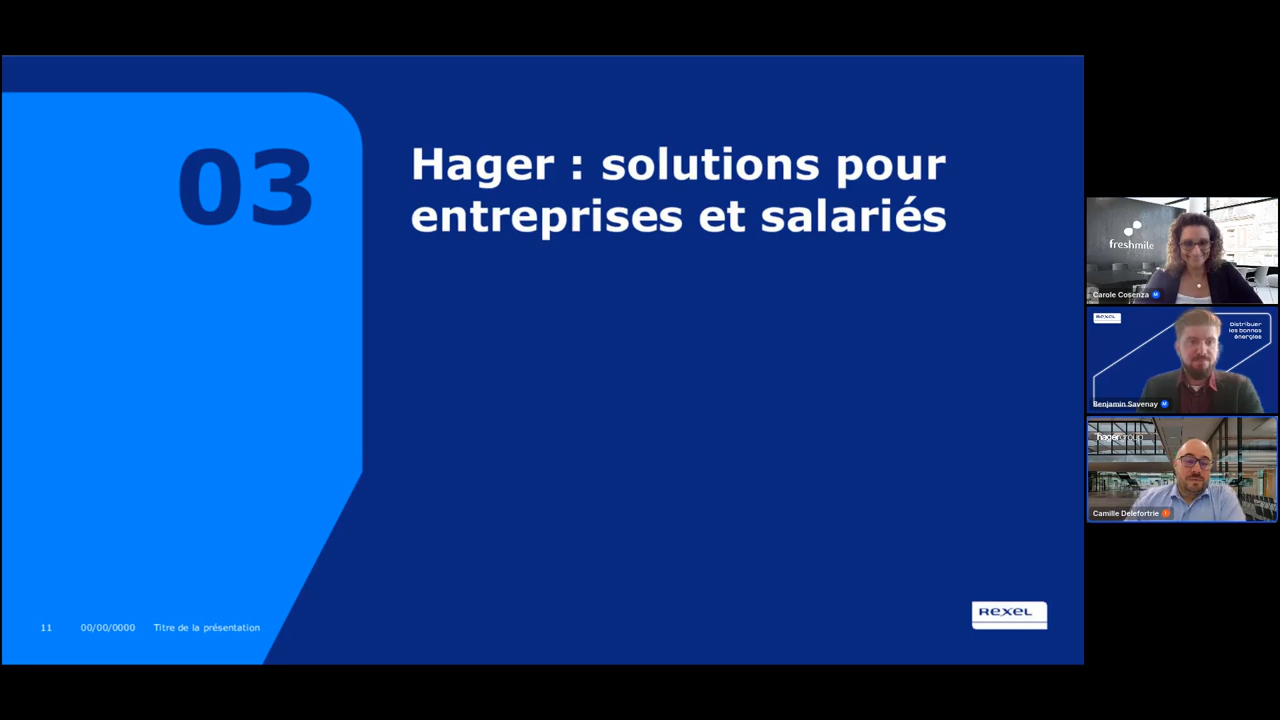 03
Hager : solutions pour
entreprises et salariés
11
00/00/0000
Titre de la présentation
REXEL
freshmile
Carole Cosenza
M
REXEL
Distribuer
les bonnes
énergies
Benjamin Savenay
M
:hagergroup
Camille Delefortrie
I